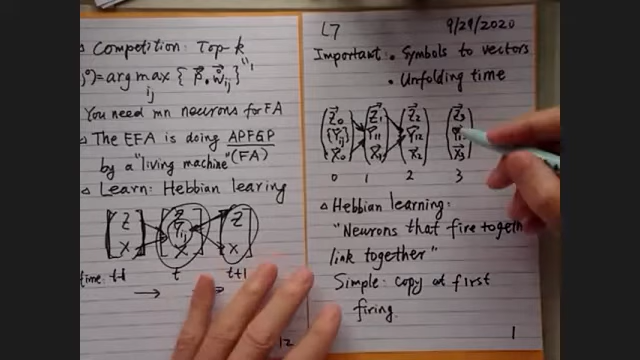 Competition: Top-k
= arg max { p⃗ · w⃗ij }
ij
You need mn neurons for FA
△ The EFA is doing APFGP
by a "living machine" (FA)
△ Learn: Hebbian learing
Z Z Z
Yij
X X X
time: t-1 t t+1
12
L7 9/29/2020
Important: • Symbols to vectors
• Unfolding time
Z⃗0 Z⃗1 Z⃗2 Z⃗3
X⃗0 X⃗1 X⃗2 X⃗3
0 1 2 3
△ Hebbian learning:
"Neurons that fire togeth
link together"
Simple: copy at first
firing.
1